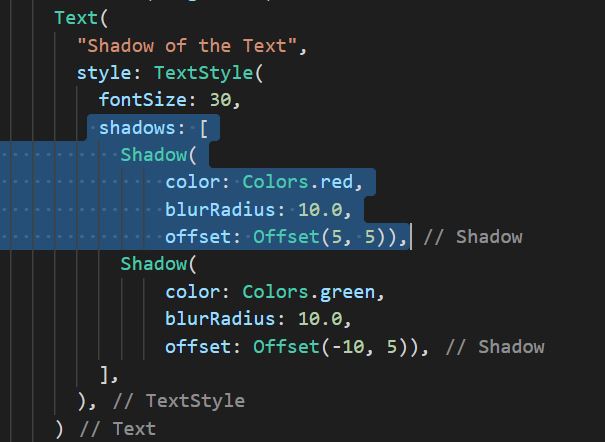 Text(
"Shadow of the Text",
style: TextStyle(
fontSize: 30,
shadows: [
Shadow(
color: Colors.red,
blurRadius: 10.0,
offset: Offset(5, 5)), // Shadow
Shadow(
color: Colors.green,
blurRadius: 10.0,
offset: Offset(-10, 5)), // Shadow
],
), // TextStyle
) // Text